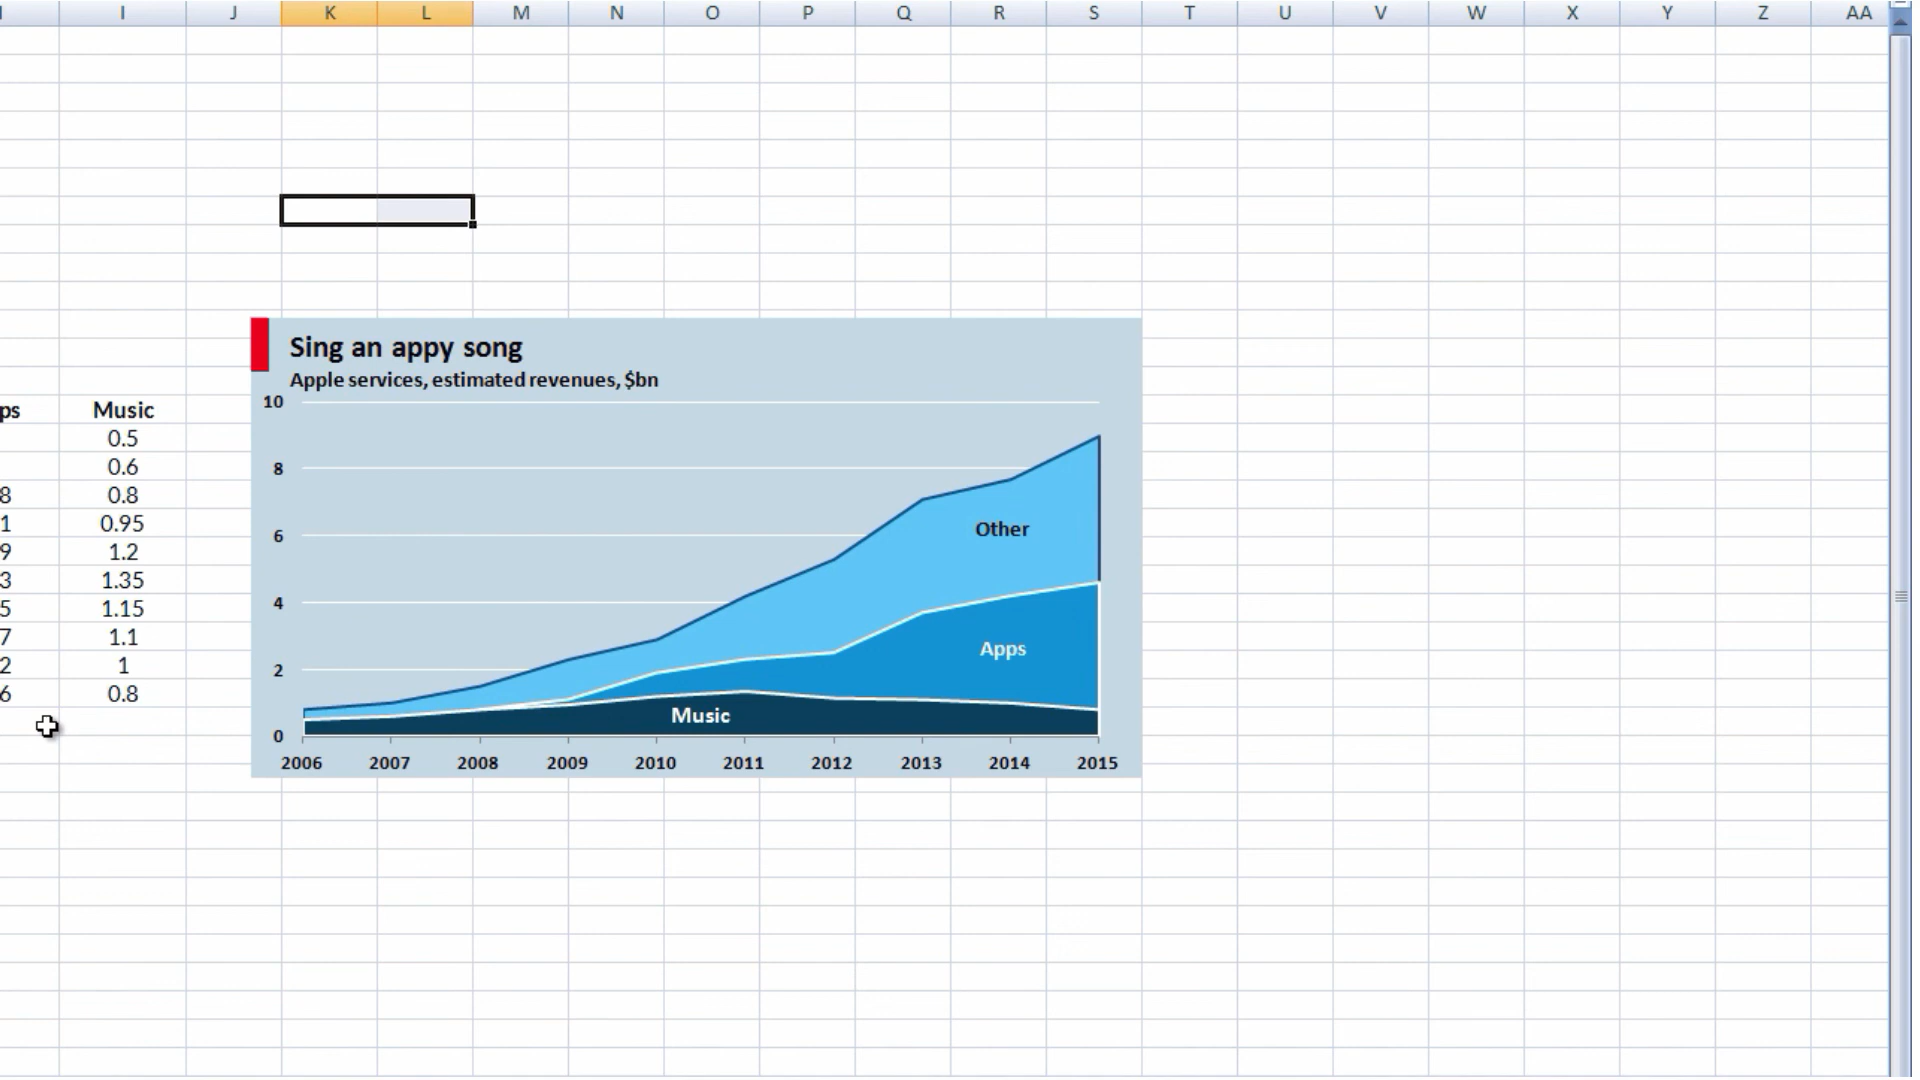 I J K L M N O P Q R S T U V W X Y Z AA
Sing an appy song
Apple services, estimated revenues, $bn
ps Music
0.5
0.6
8 0.8
1 0.95
9 1.2
3 1.35
5 1.15
7 1.1
2 1
6 0.8
10
8
6
4
2
0
Other
Apps
Music
2006 2007 2008 2009 2010 2011 2012 2013 2014 2015